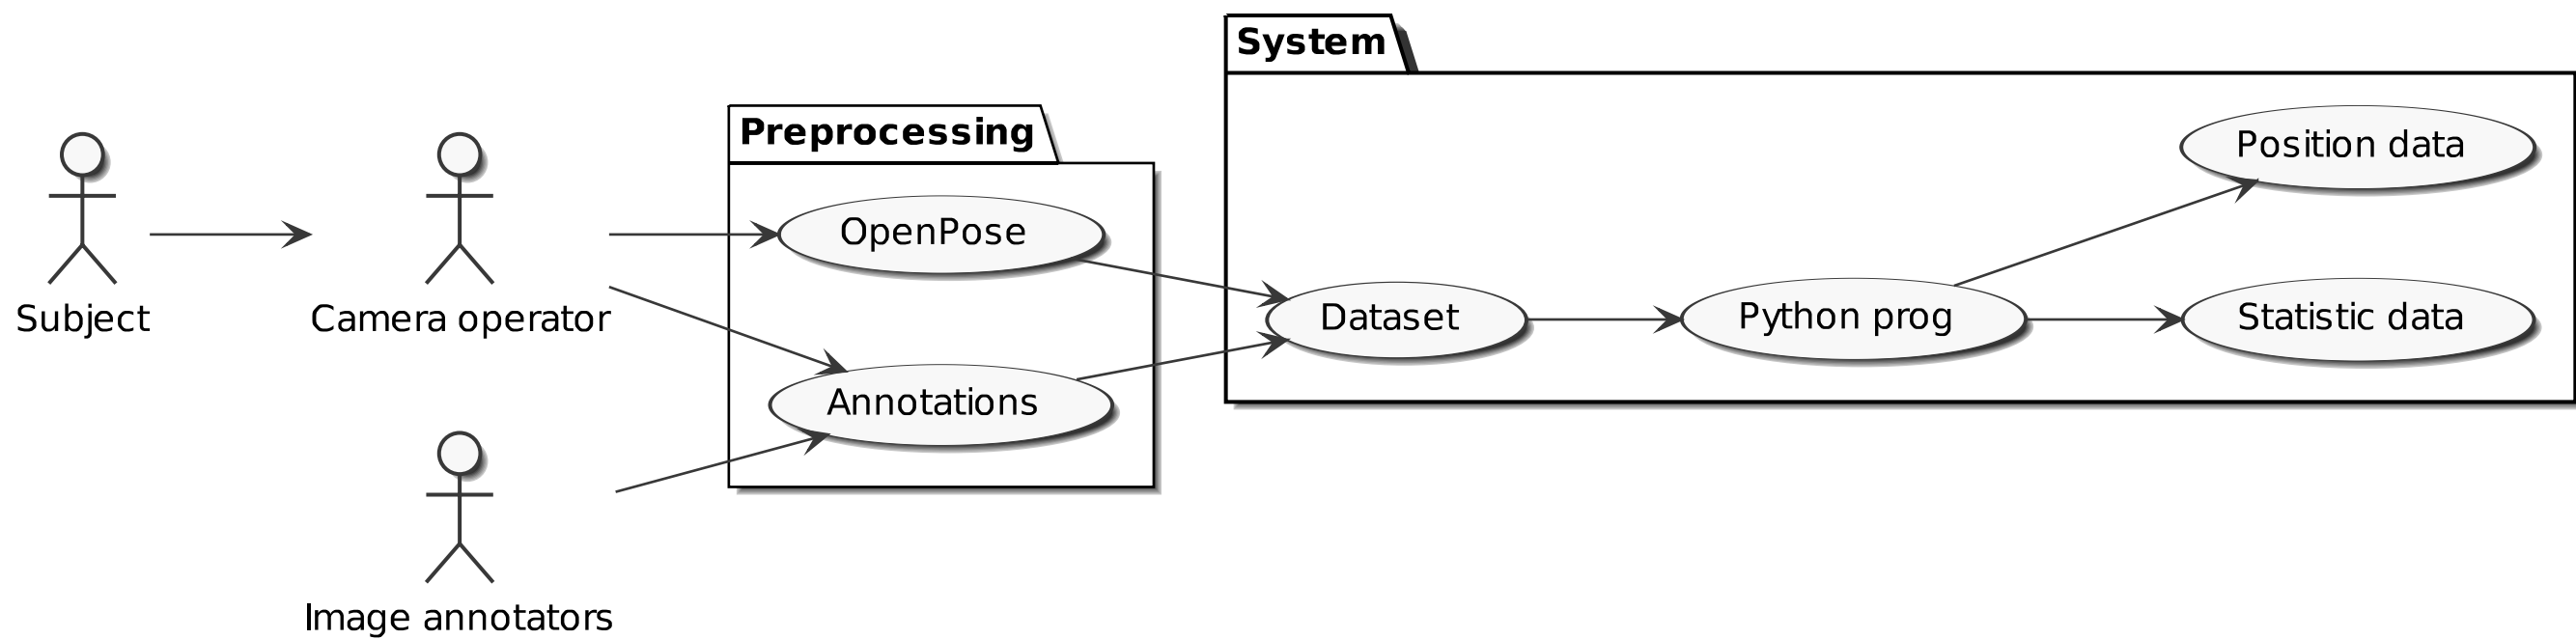 System
Preprocessing
Position data
OpenPose
Subject
Camera operator
Dataset
Python prog
Statistic data
Annotations
Image annotators